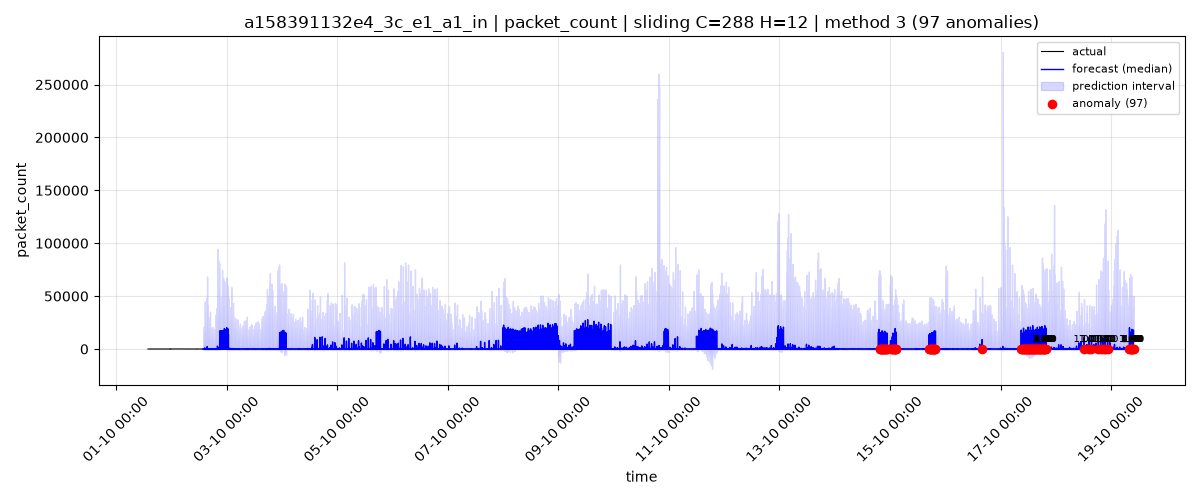 a158391132e4_3c_e1_a1_in | packet_count | sliding C=288 H=12 | method 3 (97 anomalies)
actual
forecast (median)
prediction interval
anomaly (97)
packet_count
250000
200000
150000
100000
50000
0
01-10 00:00
03-10 00:00
05-10 00:00
07-10 00:00
09-10 00:00
11-10 00:00
13-10 00:00
15-10 00:00
17-10 00:00
19-10 00:00
time